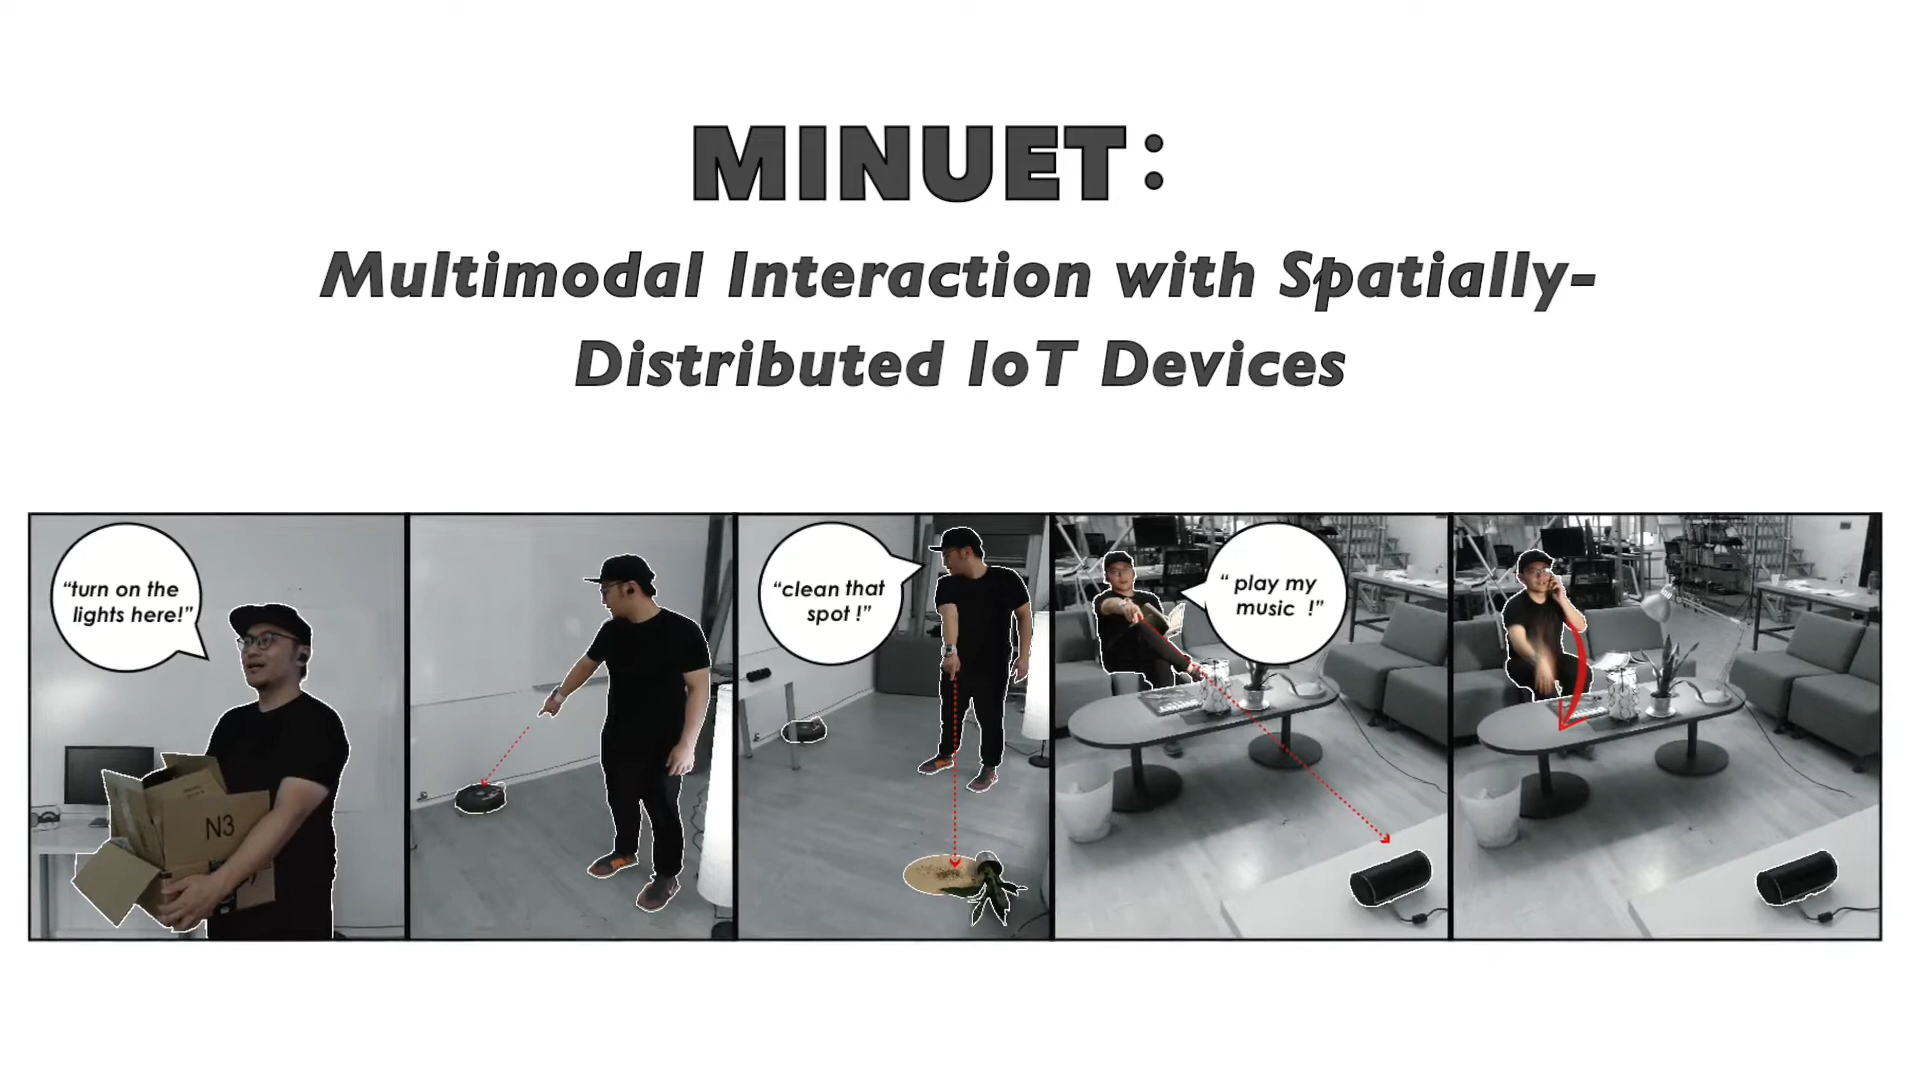 MINUET:
Multimodal Interaction with Spatially-
Distributed IoT Devices
“turn on the
lights here!”
N3
“clean that
spot !”
“ play my
music !”